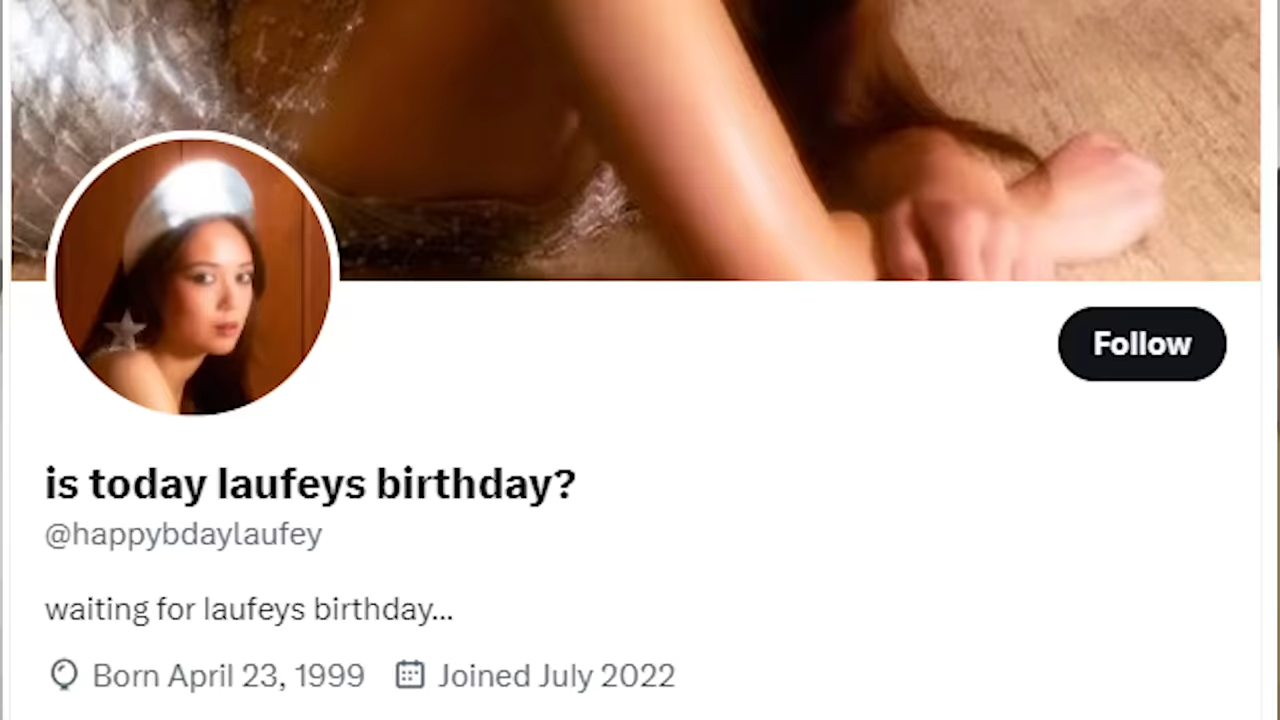 Follow
is today laufeys birthday?
@happybdaylaufey
waiting for laufeys birthday...
Born April 23, 1999 Joined July 2022